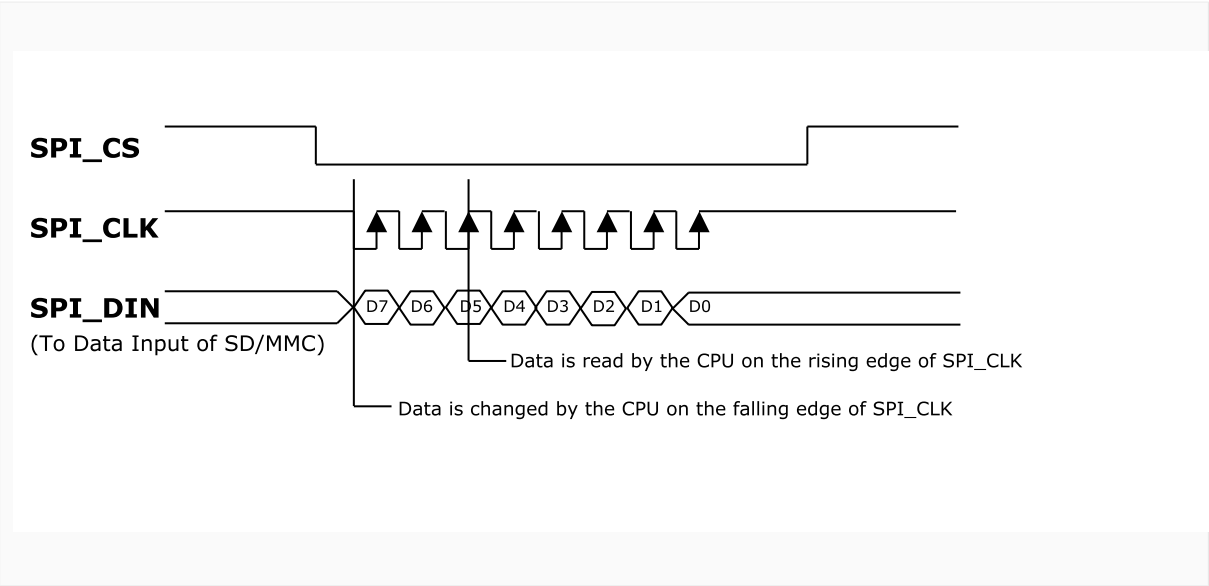 SPI_CS
SPI_CLK
SPI_DIN
D7 D6 D5 D4 D3 D2 D1 D0
(To Data Input of SD/MMC)
Data is read by the CPU on the rising edge of SPI_CLK
Data is changed by the CPU on the falling edge of SPI_CLK